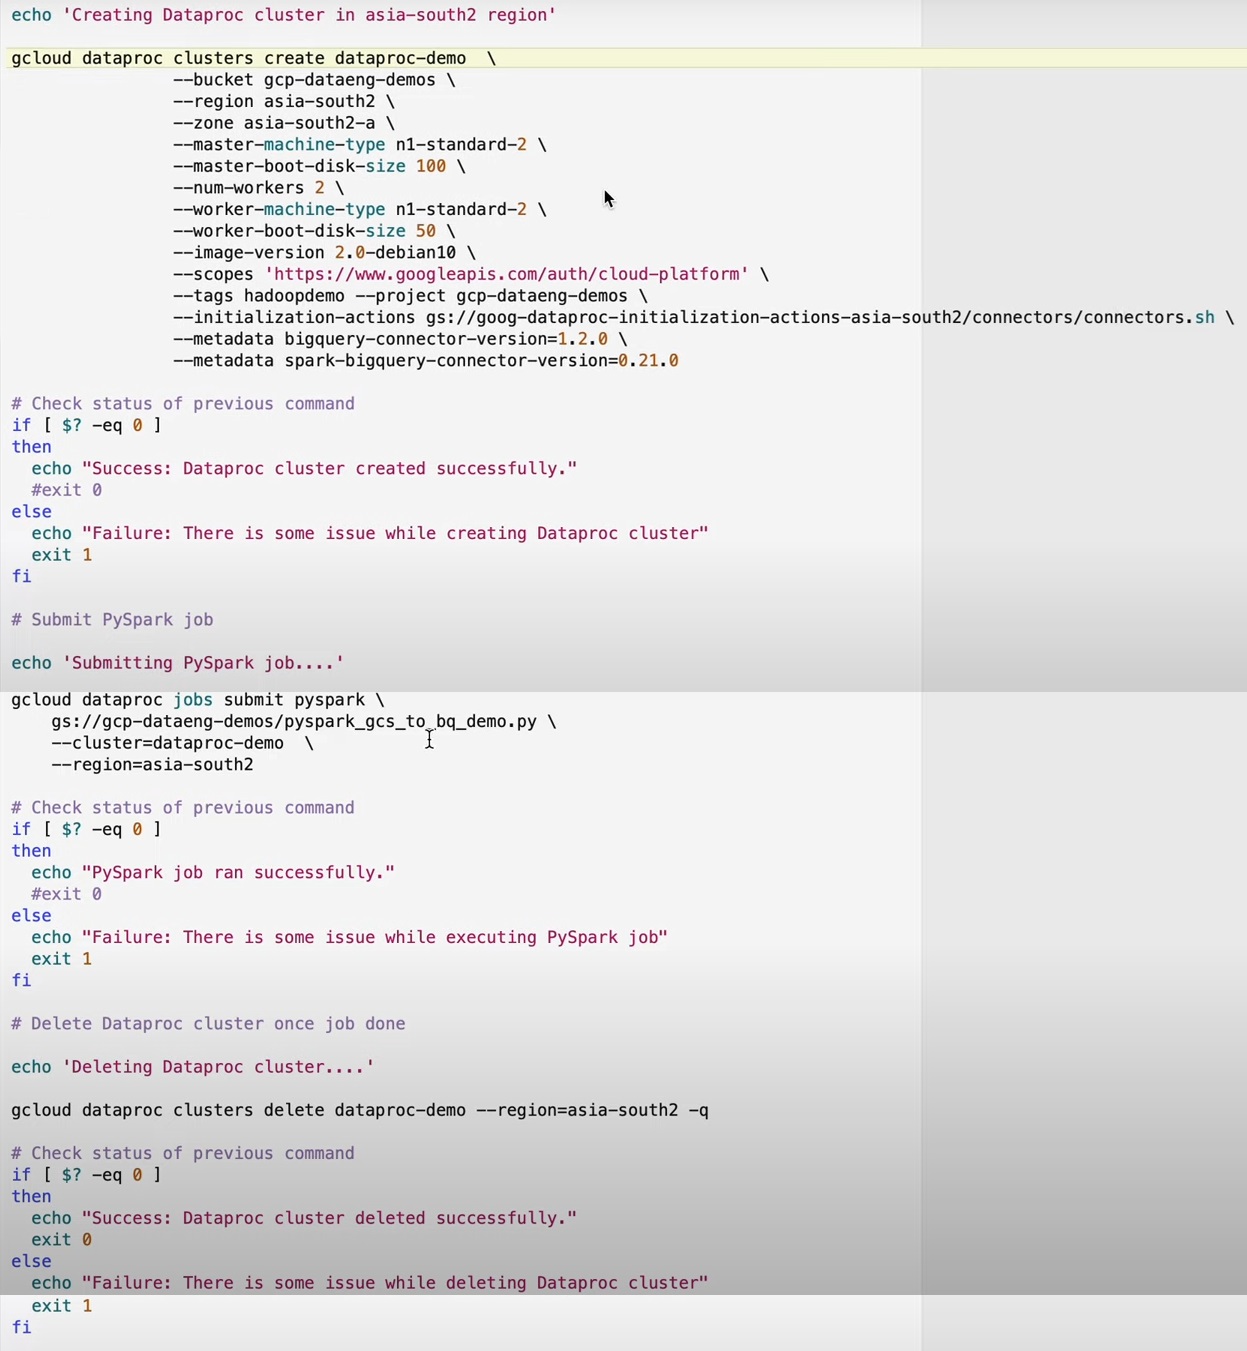 echo 'Creating Dataproc cluster in asia-south2 region'
gcloud dataproc clusters create dataproc-demo  \
                --bucket gcp-dataeng-demos \
                --region asia-south2 \
                --zone asia-south2-a \
                --master-machine-type n1-standard-2 \
                --master-boot-disk-size 100 \
                --num-workers 2 \
                --worker-machine-type n1-standard-2 \
                --worker-boot-disk-size 50 \
                --image-version 2.0-debian10 \
                --scopes 'https://www.googleapis.com/auth/cloud-platform' \
                --tags hadoopdemo --project gcp-dataeng-demos \
                --initialization-actions gs://goog-dataproc-initialization-actions-asia-south2/connectors/connectors.sh \
                --metadata bigquery-connector-version=1.2.0 \
                --metadata spark-bigquery-connector-version=0.21.0
# Check status of previous command
if [ $? -eq 0 ]
then
  echo "Success: Dataproc cluster created successfully."
  #exit 0
else
  echo "Failure: There is some issue while creating Dataproc cluster"
  exit 1
fi
# Submit PySpark job
echo 'Submitting PySpark job....'
gcloud dataproc jobs submit pyspark \
    gs://gcp-dataeng-demos/pyspark_gcs_to_bq_demo.py \
    --cluster=dataproc-demo  \
    --region=asia-south2
# Check status of previous command
if [ $? -eq 0 ]
then
  echo "PySpark job ran successfully."
  #exit 0
else
  echo "Failure: There is some issue while executing PySpark job"
  exit 1
fi
# Delete Dataproc cluster once job done
echo 'Deleting Dataproc cluster....'
gcloud dataproc clusters delete dataproc-demo --region=asia-south2 -q
# Check status of previous command
if [ $? -eq 0 ]
then
  echo "Success: Dataproc cluster deleted successfully."
  exit 0
else
  echo "Failure: There is some issue while deleting Dataproc cluster"
  exit 1
fi